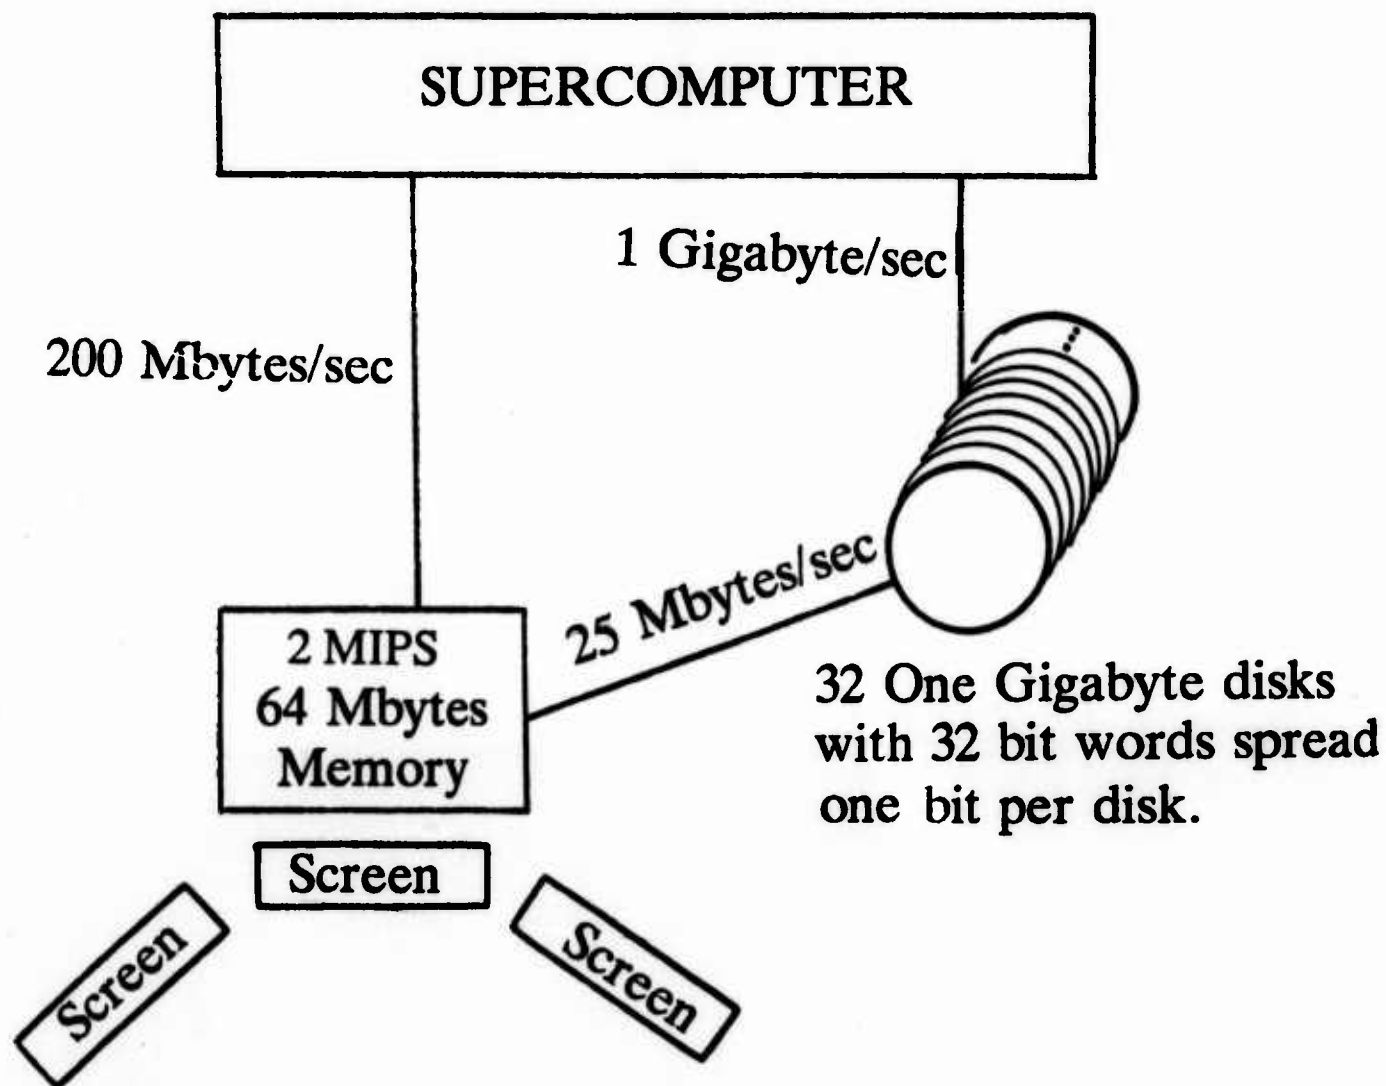 SUPERCOMPUTER
1 Gigabyte/sec
200 Mbytes/sec
25 Mbytes/sec
2 MIPS
64 Mbytes
Memory
32 One Gigabyte disks
with 32 bit words spread
one bit per disk.
Screen
Screen
Screen